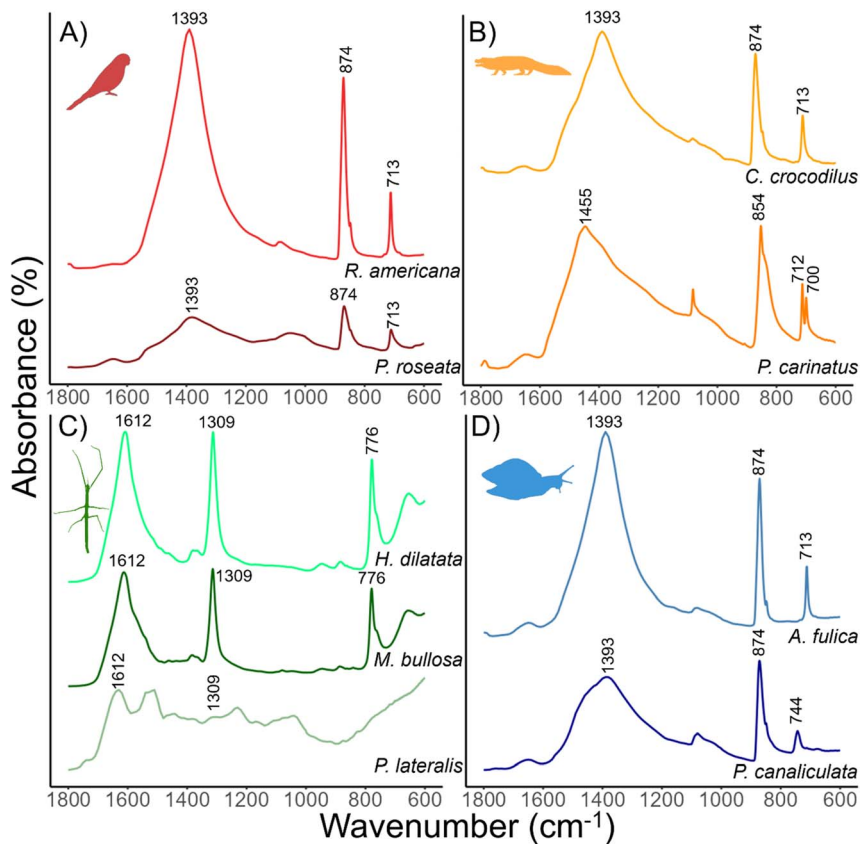 A)
1393
874
713
R. americana
1393
874
713
P. roseata
1800 1600 1400 1200 1000 800 600
B)
1393
874
713
C. crocodilus
1455
854
712
700
P. carinatus
1800 1600 1400 1200 1000 800 600
C)
1612
1309
776
H. dilatata
1612
1309
776
M. bullosa
1612
1309
P. lateralis
1800 1600 1400 1200 1000 800 600
D)
1393
874
713
A. fulica
1393
874
744
P. canaliculata
1800 1600 1400 1200 1000 800 600
Absorbance (%)
Wavenumber (cm-1)